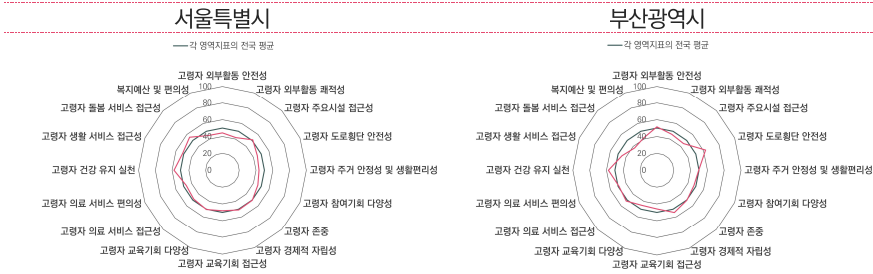 서울특별시
각 영역지표의 전국 평균
고령자 외부활동 안전성
고령자 외부활동 쾌적성
고령자 주요시설 접근성
고령자 도로횡단 안전성
고령자 주거 안정성 및 생활편리성
고령자 참여기회 다양성
고령자 존중
고령자 경제적 자립성
고령자 교육기회 접근성
고령자 교육기회 다양성
고령자 의료 서비스 접근성
고령자 의료 서비스 편의성
고령자 건강 유지 실천
고령자 생활 서비스 접근성
고령자 돌봄 서비스 접근성
복지예산 및 편의성
100
80
60
40
20
0
부산광역시
각 영역지표의 전국 평균
고령자 외부활동 안전성
고령자 외부활동 쾌적성
고령자 주요시설 접근성
고령자 도로횡단 안전성
고령자 주거 안정성 및 생활편리성
고령자 참여기회 다양성
고령자 존중
고령자 경제적 자립성
고령자 교육기회 접근성
고령자 교육기회 다양성
고령자 의료 서비스 접근성
고령자 의료 서비스 편의성
고령자 건강 유지 실천
고령자 생활 서비스 접근성
고령자 돌봄 서비스 접근성
복지예산 및 편의성
100
80
60
40
20
0